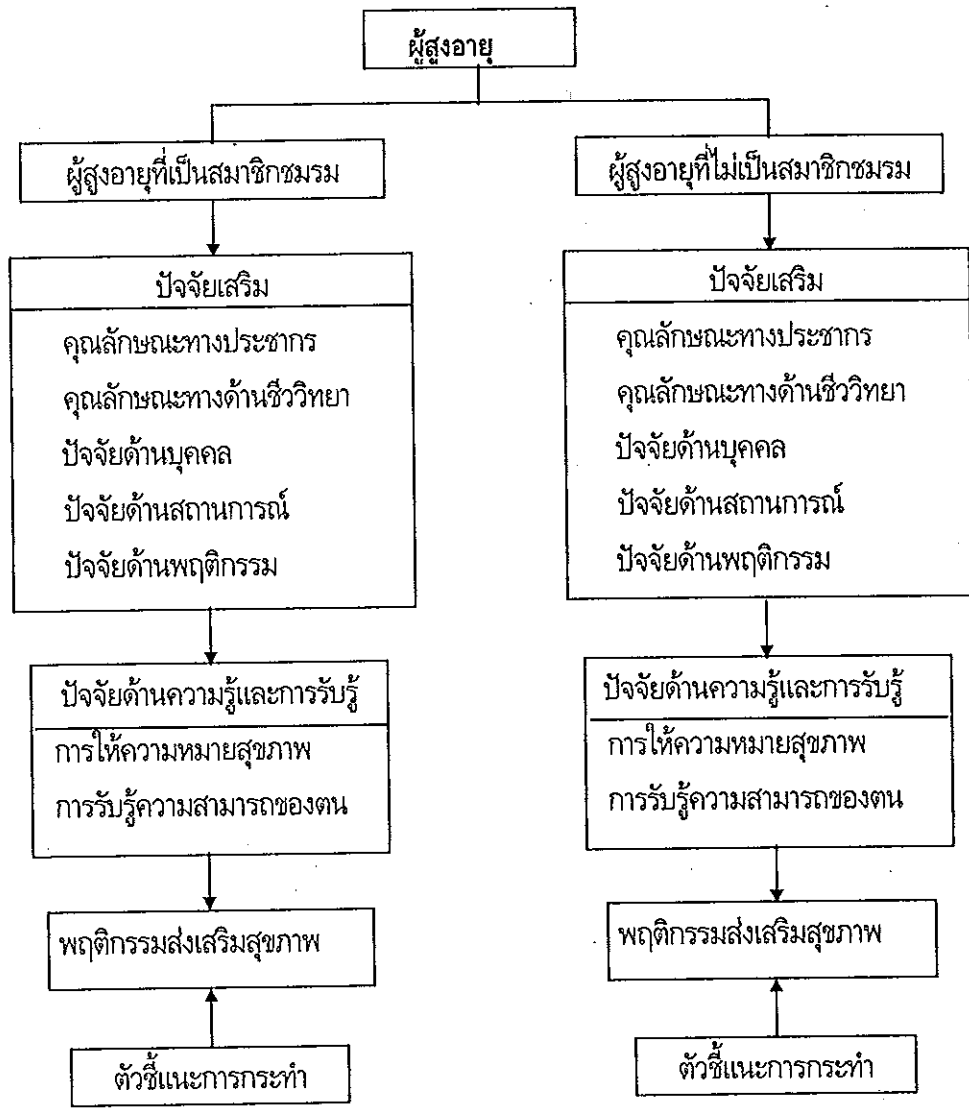 ผู้สูงอายุ
ผู้สูงอายุที่เป็นสมาชิกชมรม
ปัจจัยเสริม
คุณลักษณะทางประชากร
คุณลักษณะทางด้านชีววิทยา
ปัจจัยด้านบุคคล
ปัจจัยด้านสถานการณ์
ปัจจัยด้านพฤติกรรม
ปัจจัยด้านความรู้และการรับรู้
การให้ความหมายสุขภาพ
การรับรู้ความสามารถของตน
พฤติกรรมส่งเสริมสุขภาพ
ตัวชี้แนะการกระทำ
ผู้สูงอายุที่ไม่เป็นสมาชิกชมรม
ปัจจัยเสริม
คุณลักษณะทางประชากร
คุณลักษณะทางด้านชีววิทยา
ปัจจัยด้านบุคคล
ปัจจัยด้านสถานการณ์
ปัจจัยด้านพฤติกรรม
ปัจจัยด้านความรู้และการรับรู้
การให้ความหมายสุขภาพ
การรับรู้ความสามารถของตน
พฤติกรรมส่งเสริมสุขภาพ
ตัวชี้แนะการกระทำ